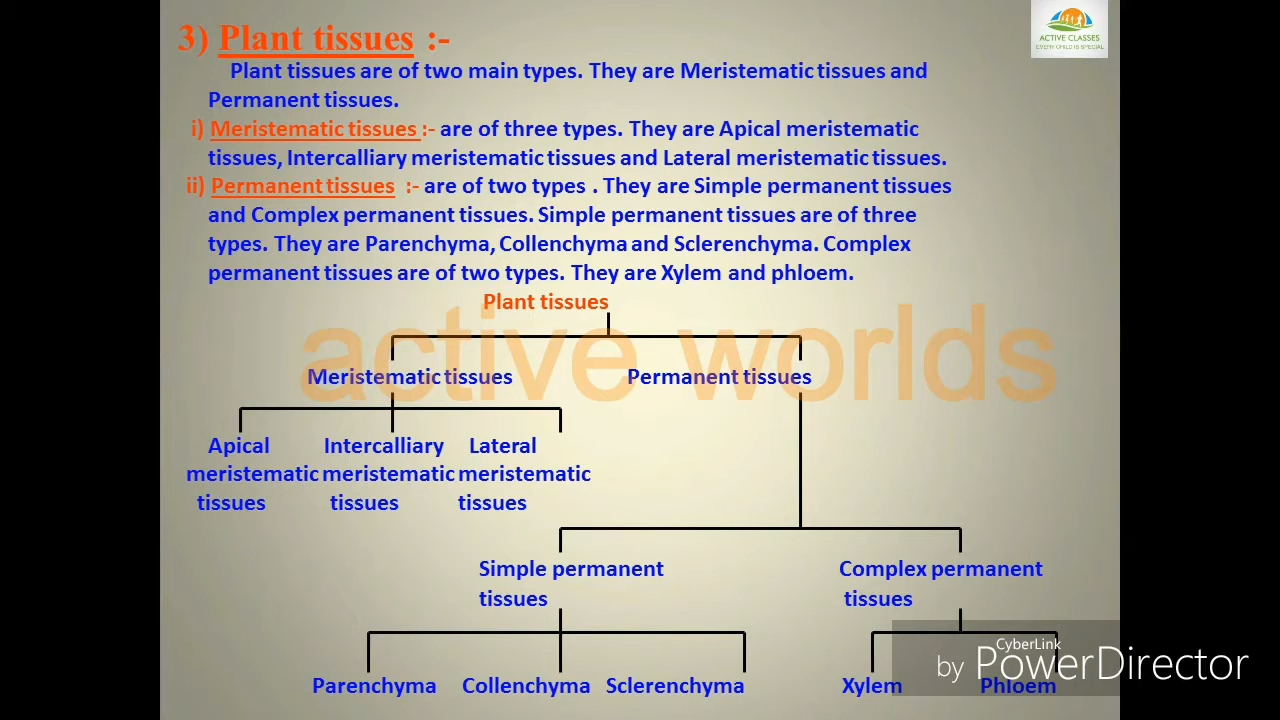 3) Plant tissues :-
ACTIVE CLASSES
EVERY CHILD IS SPECIAL
Plant tissues are of two main types. They are Meristematic tissues and
Permanent tissues.
i) Meristematic tissues :- are of three types. They are Apical meristematic
tissues, Intercalliary meristematic tissues and Lateral meristematic tissues.
ii) Permanent tissues :- are of two types . They are Simple permanent tissues
and Complex permanent tissues. Simple permanent tissues are of three
types. They are Parenchyma, Collenchyma and Sclerenchyma. Complex
permanent tissues are of two types. They are Xylem and phloem.
Plant tissues
active worlds
Meristematic tissues Permanent tissues
Apical Intercalliary Lateral
meristematic meristematic meristematic
tissues tissues tissues
Simple permanent Complex permanent
tissues tissues
CyberLink
by PowerDirector
Parenchyma Collenchyma Sclerenchyma Xylem Phloem